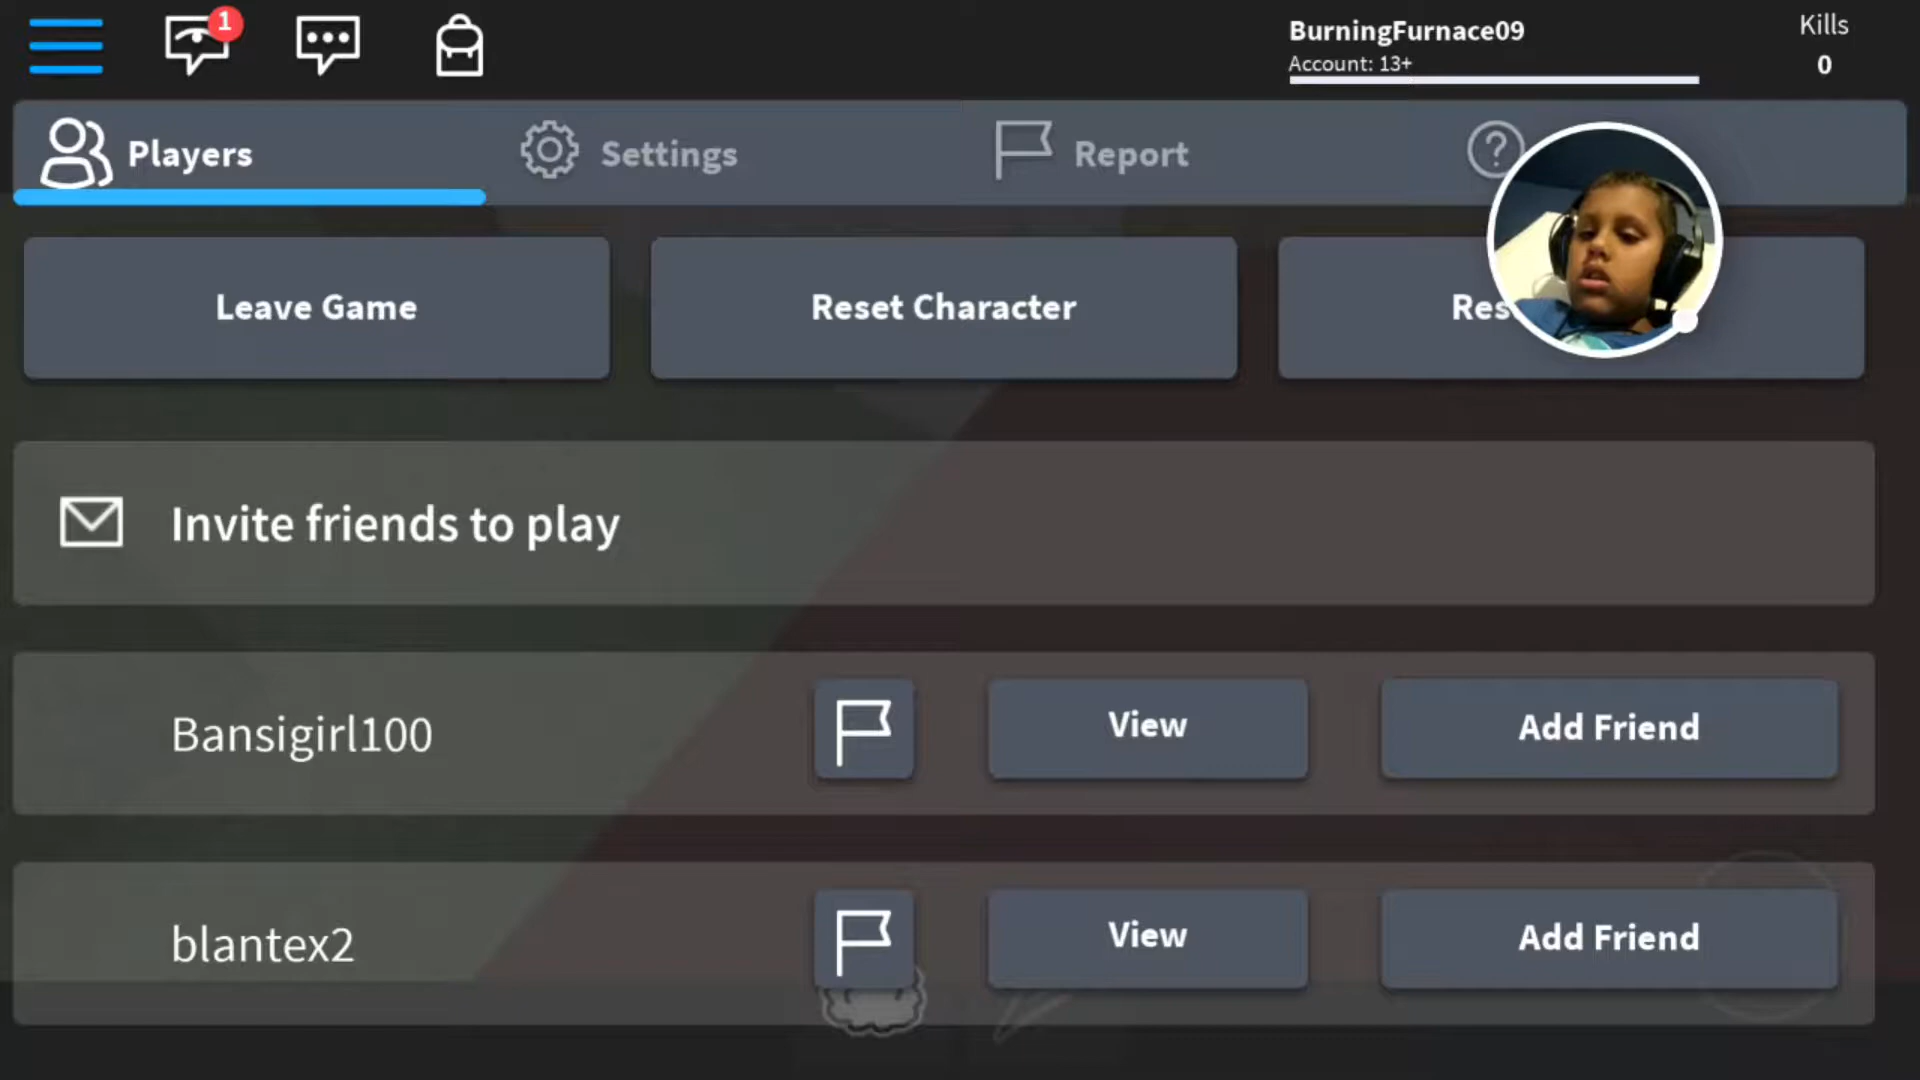 1
BurningFurnace09
Account: 13+
Kills
0
Players
Settings
Report
?
Leave Game
Reset Character
Invite friends to play
Bansigirl100
View
Add Friend
blantex2
View
Add Friend